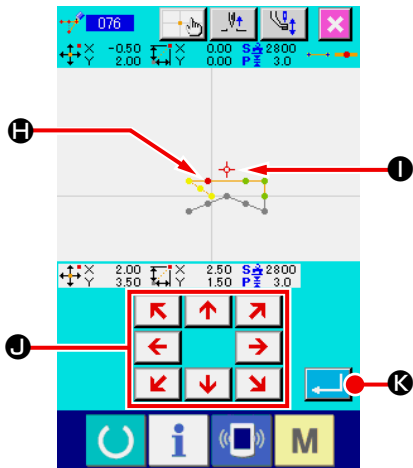 076
X -0.50 X 0.00 S 2800
Y 2.00 Y 0.00 P 3.0
H
I
X 2.00 X 2.50 S 2800
Y 3.50 Y 1.50 P 3.0
J
K
i M